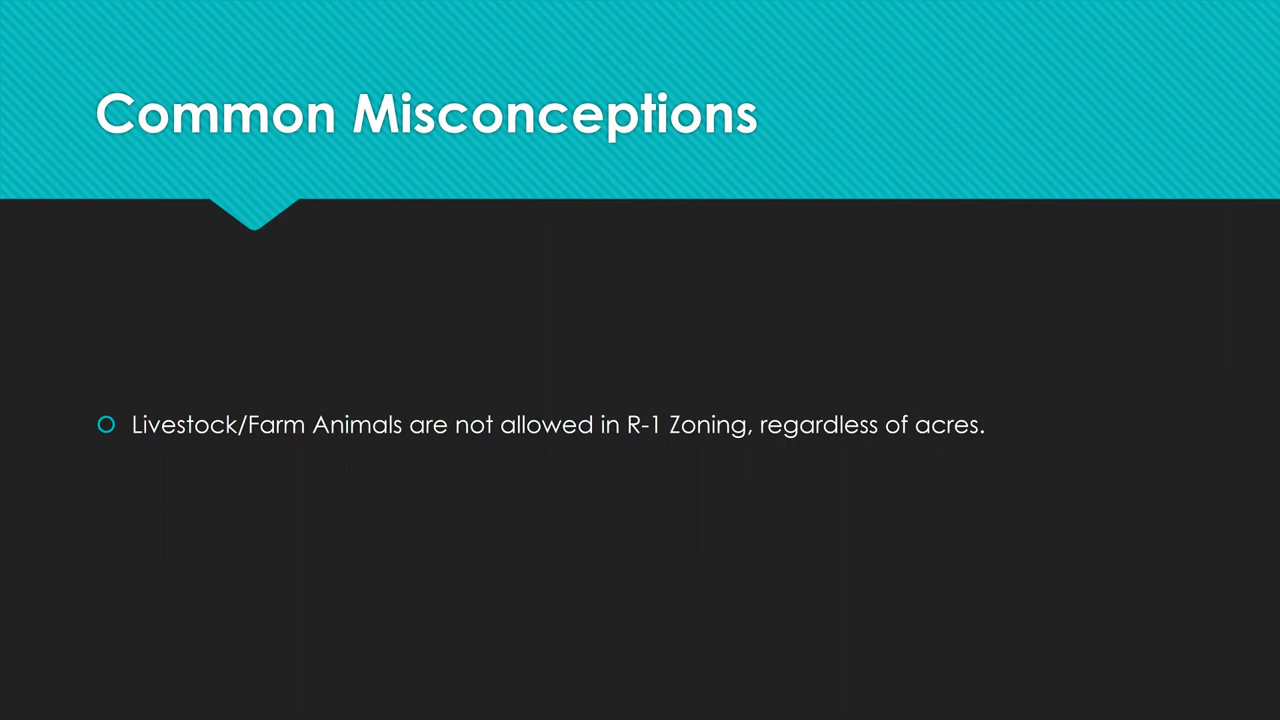 Common Misconceptions
Livestock/Farm Animals are not allowed in R-1 Zoning, regardless of acres.